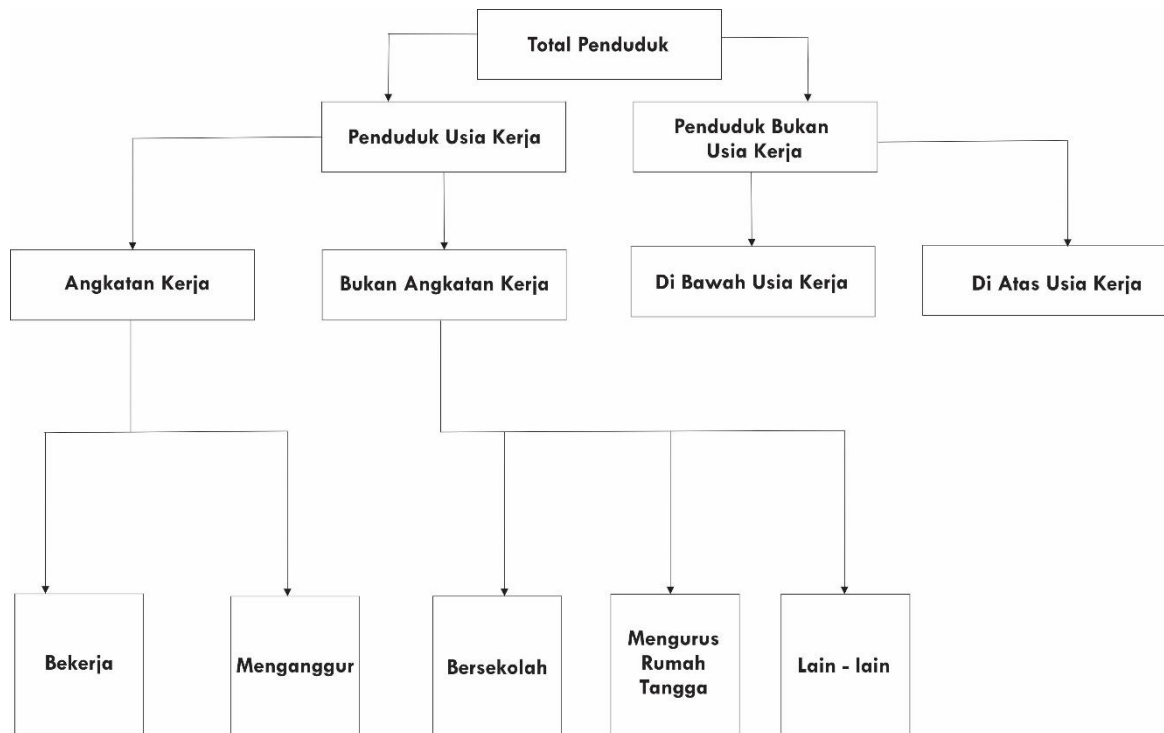 Total Penduduk
Penduduk Usia Kerja
Penduduk Bukan
Usia Kerja
Angkatan Kerja
Bukan Angkatan Kerja
Di Bawah Usia Kerja
Di Atas Usia Kerja
Bekerja
Menganggur
Bersekolah
Mengurus
Rumah
Tangga
Lain - lain